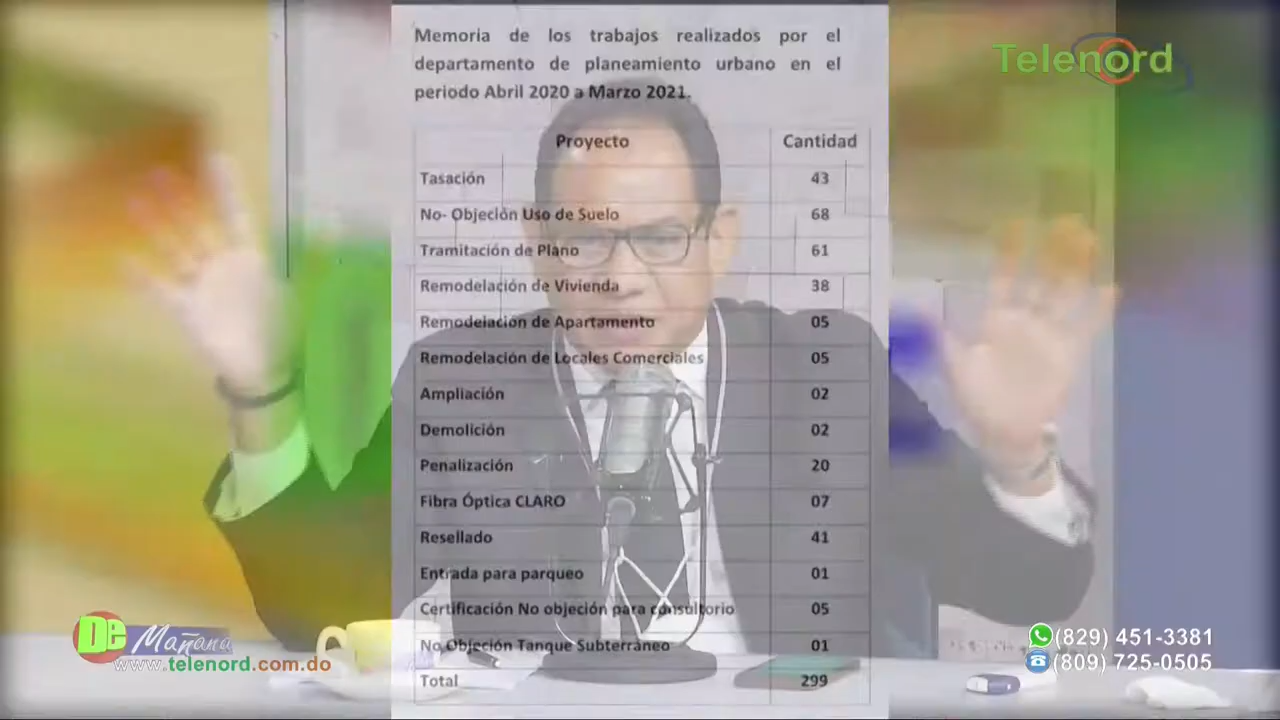 Memoria de los trabajos realizados por el
departamento de planeamiento urbano en el
periodo Abril 2020 a Marzo 2021.
Telenord
Proyecto Cantidad
Tasación 43
No- Objeción Uso de Suelo 68
Tramitación de Plano 61
Remodelación de Vivienda 38
Remodelación de Apartamento 05
Remodelación de Locales Comerciales 05
Ampliación 02
Demolición 02
Penalización 20
Fibra Óptica CLARO 07
Resellado 41
Entrada para parqueo 01
Certificación No objeción para consultorio 05
No Objeción Tanque Subterráneo 01
Total 299
De Mañana
www.telenord.com.do
(829) 451-3381
(809) 725-0505